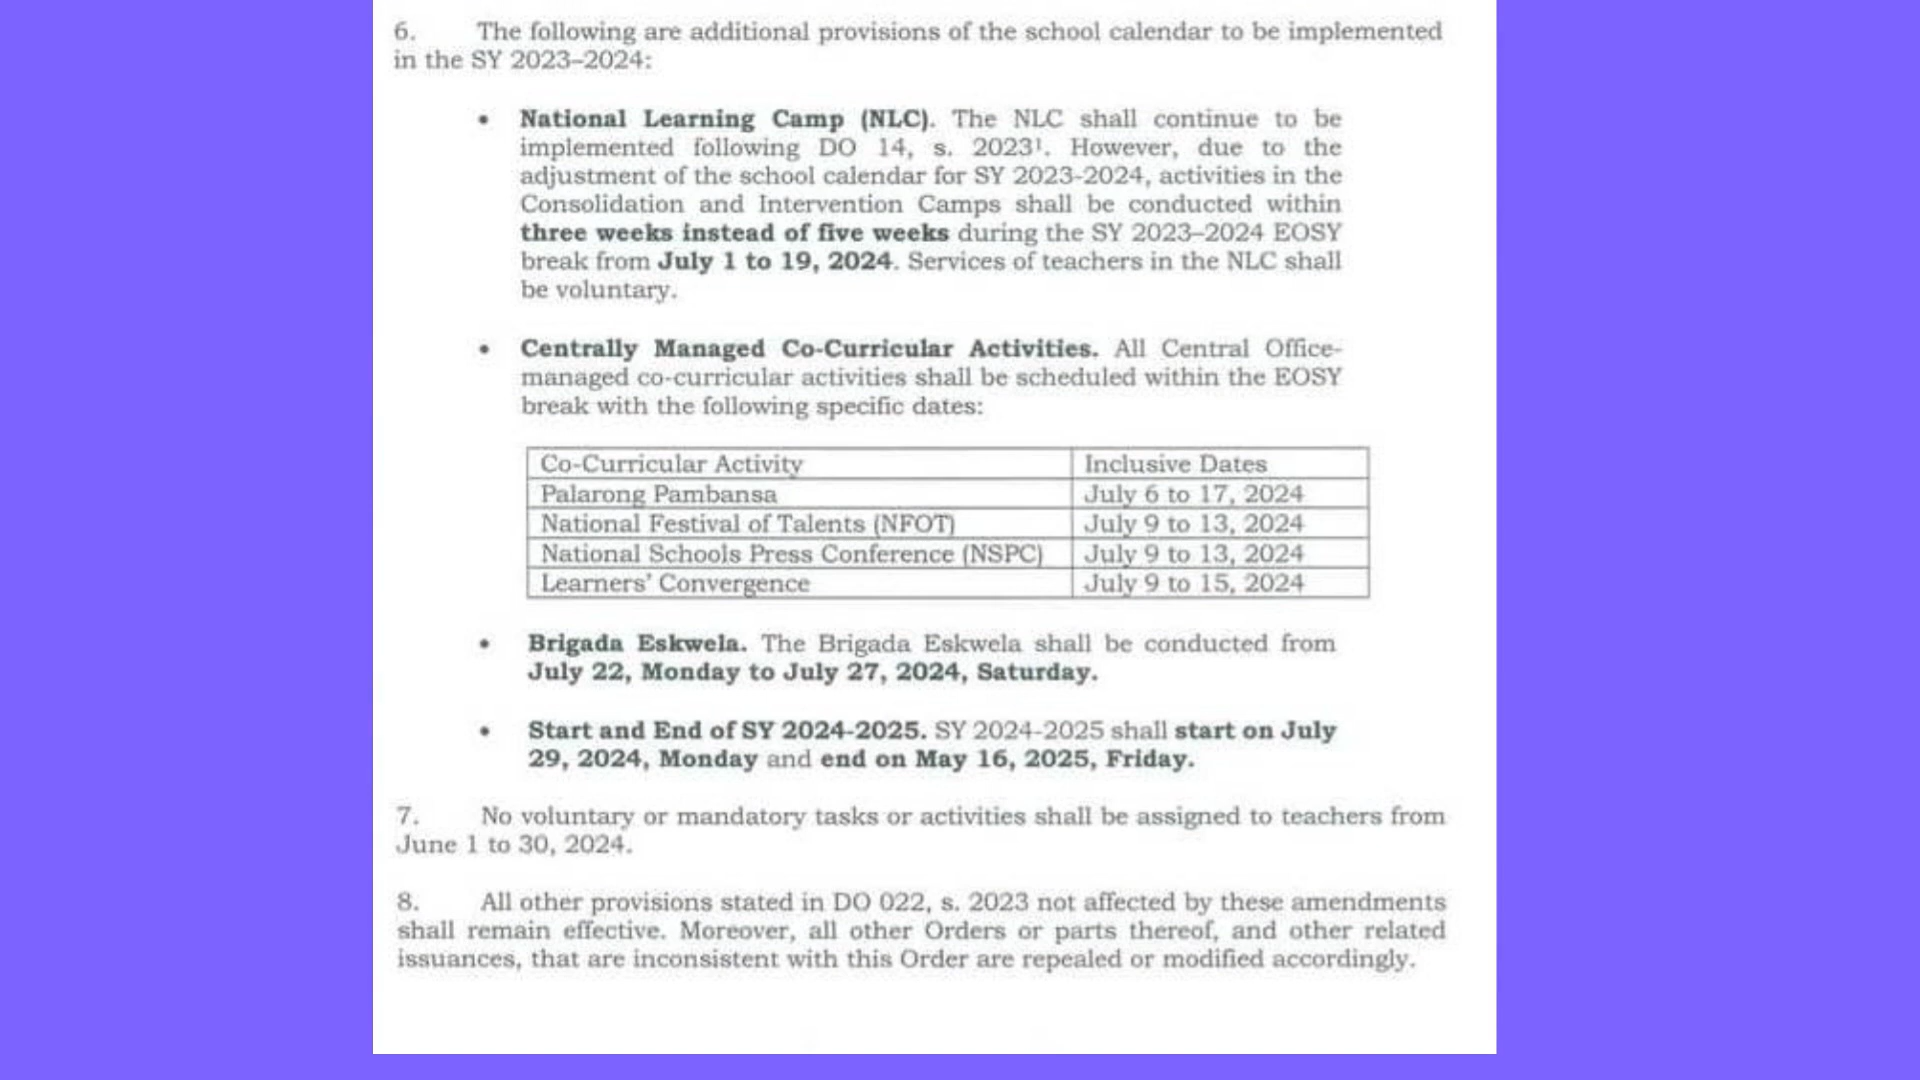 6. The following are additional provisions of the school calendar to be implemented
in the SY 2023–2024:
• National Learning Camp (NLC). The NLC shall continue to be
implemented following DO 14, s. 2023¹. However, due to the
adjustment of the school calendar for SY 2023-2024, activities in the
Consolidation and Intervention Camps shall be conducted within
three weeks instead of five weeks during the SY 2023–2024 EOSY
break from July 1 to 19, 2024. Services of teachers in the NLC shall
be voluntary.
• Centrally Managed Co-Curricular Activities. All Central Office-
managed co-curricular activities shall be scheduled within the EOSY
break with the following specific dates:
Co-Curricular Activity Inclusive Dates
Palarong Pambansa July 6 to 17, 2024
National Festival of Talents (NFOT) July 9 to 13, 2024
National Schools Press Conference (NSPC) July 9 to 13, 2024
Learners' Convergence July 9 to 15, 2024
• Brigada Eskwela. The Brigada Eskwela shall be conducted from
July 22, Monday to July 27, 2024, Saturday.
• Start and End of SY 2024-2025. SY 2024-2025 shall start on July
29, 2024, Monday and end on May 16, 2025, Friday.
7. No voluntary or mandatory tasks or activities shall be assigned to teachers from
June 1 to 30, 2024.
8. All other provisions stated in DO 022, s. 2023 not affected by these amendments
shall remain effective. Moreover, all other Orders or parts thereof, and other related
issuances, that are inconsistent with this Order are repealed or modified accordingly.